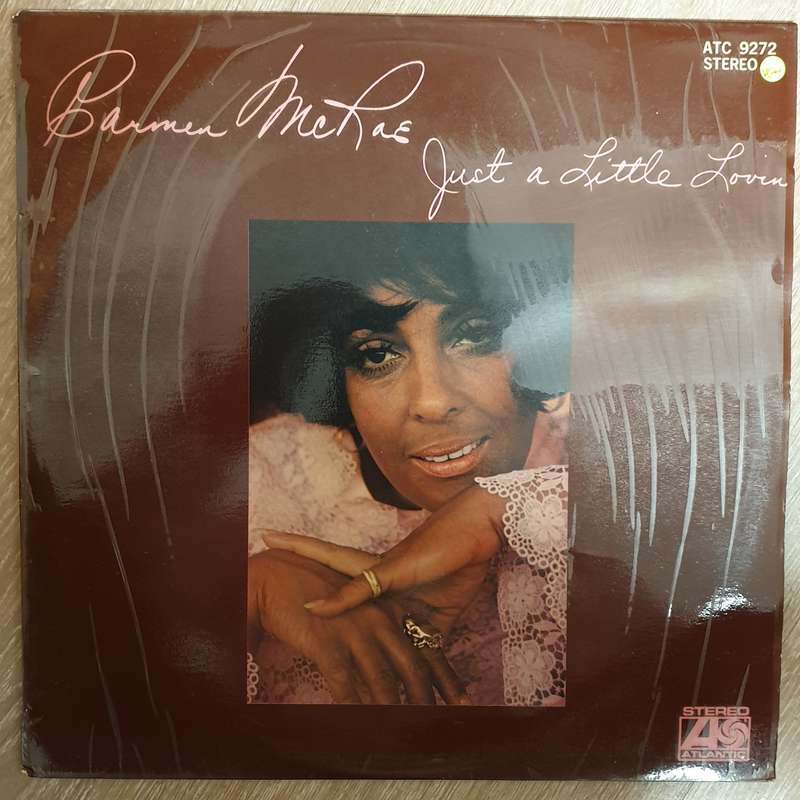 ATC 9272
STEREO
Carmen McRae
Just a Little Lovin
STEREO
ATLANTIC